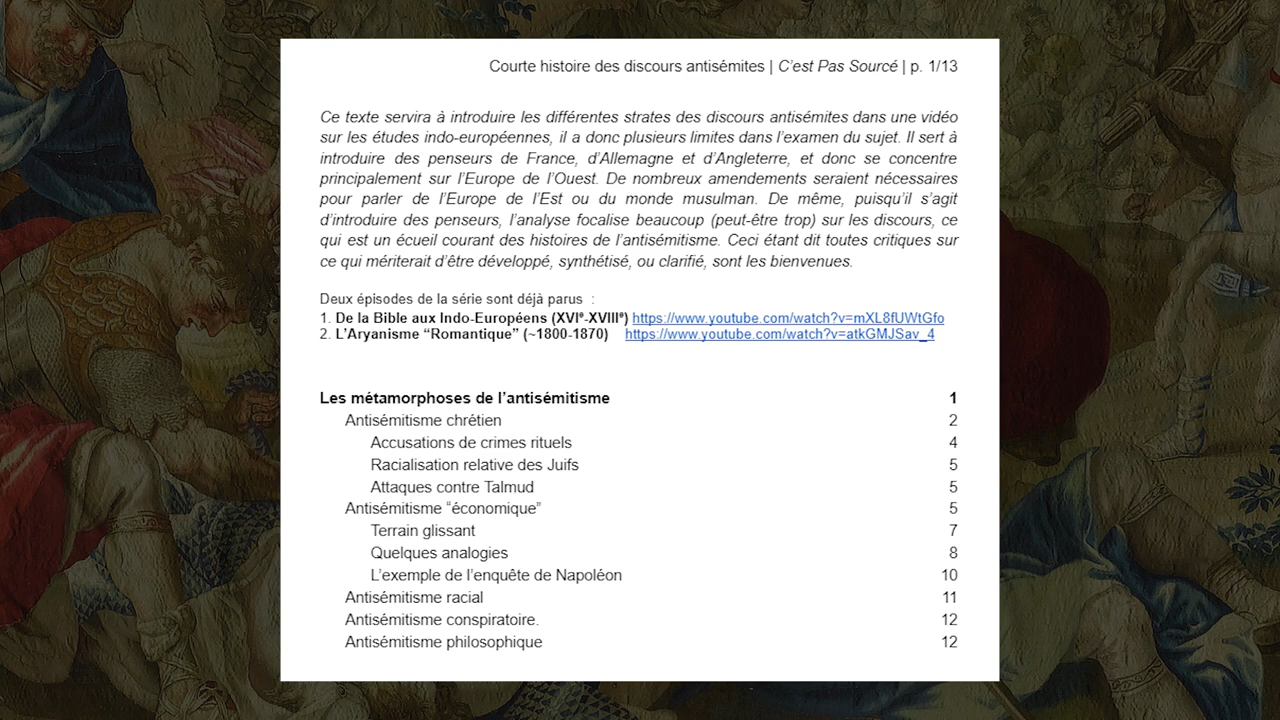 Courte histoire des discours antisémites | C'est Pas Sourcé | p. 1/13
Ce texte servira à introduire les différentes strates des discours antisémites dans une vidéo
sur les études indo-européennes, il a donc plusieurs limites dans l'examen du sujet. Il sert à
introduire des penseurs de France, d'Allemagne et d'Angleterre, et donc se concentre
principalement sur l'Europe de l'Ouest. De nombreux amendements seraient nécessaires
pour parler de l'Europe de l'Est ou du monde musulman. De même, puisqu'il s'agit
d'introduire des penseurs, l'analyse focalise beaucoup (peut-être trop) sur les discours, ce
qui est un écueil courant des histoires de l'antisémitisme. Ceci étant dit toutes critiques sur
ce qui mériterait d'être développé, synthétisé, ou clarifié, sont les bienvenues.
Deux épisodes de la série sont déjà parus :
1. De la Bible aux Indo-Européens (XVIᵉ-XVIIIᵉ) https://www.youtube.com/watch?v=mXL8fUWtGfo
2. L'Aryanisme “Romantique” (~1800-1870) https://www.youtube.com/watch?v=atkGMJSav_4
Les métamorphoses de l'antisémitisme 1
Antisémitisme chrétien 2
Accusations de crimes rituels 4
Racialisation relative des Juifs 5
Attaques contre Talmud 5
Antisémitisme “économique” 5
Terrain glissant 7
Quelques analogies 8
L'exemple de l'enquête de Napoléon 10
Antisémitisme racial 11
Antisémitisme conspiratoire. 12
Antisémitisme philosophique 12